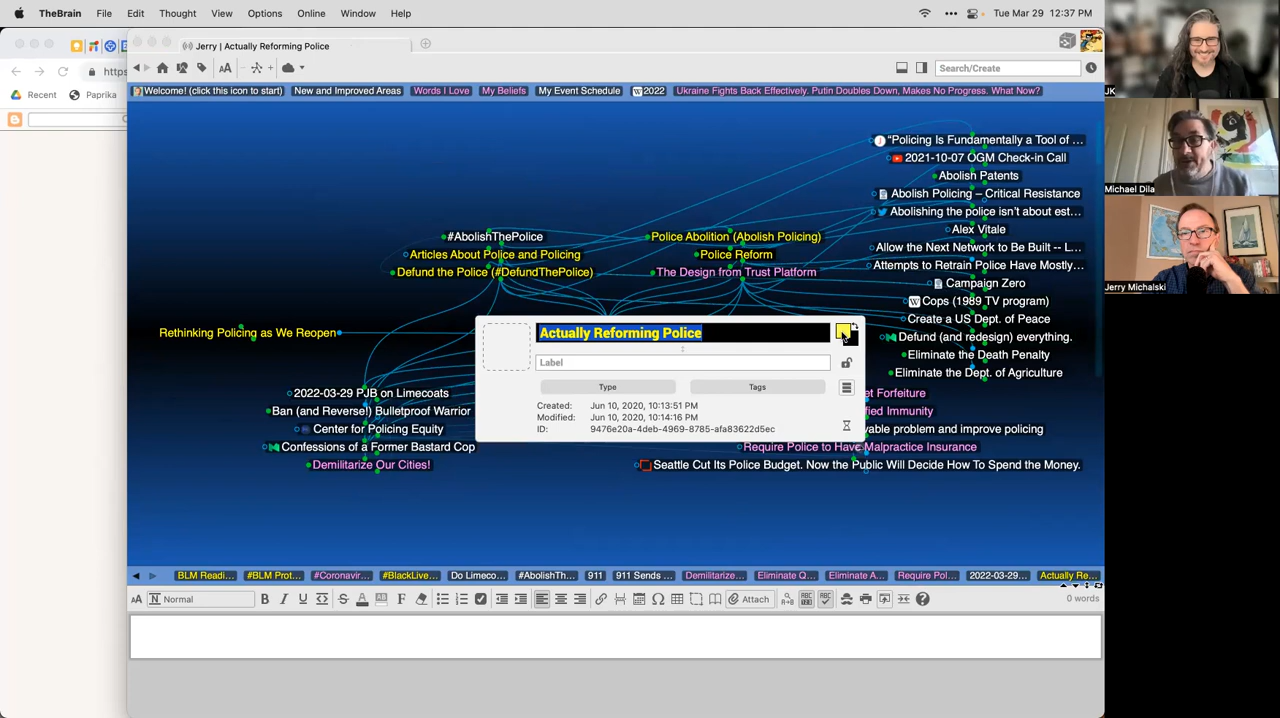 TheBrain File Edit Thought View Options Online Window Help Tue Mar 29 12:37 PM
Jerry | Actually Reforming Police
https
Search/Create
Recent Paprika
Welcome! (click this icon to start) New and Improved Areas Words I Love My Beliefs My Event Schedule 2022 Ukraine Fights Back Effectively. Putin Doubles Down, Makes No Progress. What Now?
JK
Michael Dila
Jerry Michalski
"Policing Is Fundamentally a Tool of ...
2021-10-07 OGM Check-in Call
Abolish Patents
Abolish Policing – Critical Resistance
Abolishing the police isn't about est...
Alex Vitale
Allow the Next Network to Be Built -- L...
Attempts to Retrain Police Have Mostly...
Campaign Zero
Cops (1989 TV program)
Create a US Dept. of Peace
Defund (and redesign) everything.
Eliminate the Death Penalty
Eliminate the Dept. of Agriculture
#AbolishThePolice
Articles About Police and Policing
Defund the Police (#DefundThePolice)
Police Abolition (Abolish Policing)
Police Reform
The Design from Trust Platform
Rethinking Policing as We Reopen
Actually Reforming Police
Label
Type Tags
Created: Jun 10, 2020, 10:13:51 PM
Modified: Jun 10, 2020, 10:14:16 PM
ID: 9476e20a-4deb-4969-8785-afa83622d5ec
2022-03-29 PJB on Limecoats
Ban (and Reverse!) Bulletproof Warrior
Center for Policing Equity
Confessions of a Former Bastard Cop
Demilitarize Our Cities!
et Forfeiture
fied Immunity
vable problem and improve policing
Require Police to Have Malpractice Insurance
Seattle Cut Its Police Budget. Now the Public Will Decide How To Spend the Money.
BLM Readi... #BLM Prot... #Coronavir... #BlackLive... Do Limeco... #AbolishTh... 911 911 Sends ... Demilitarize... Eliminate Q... Eliminate A... Require Pol... 2022-03-29... Actually Re...
Normal B I U S A Attach 0 words